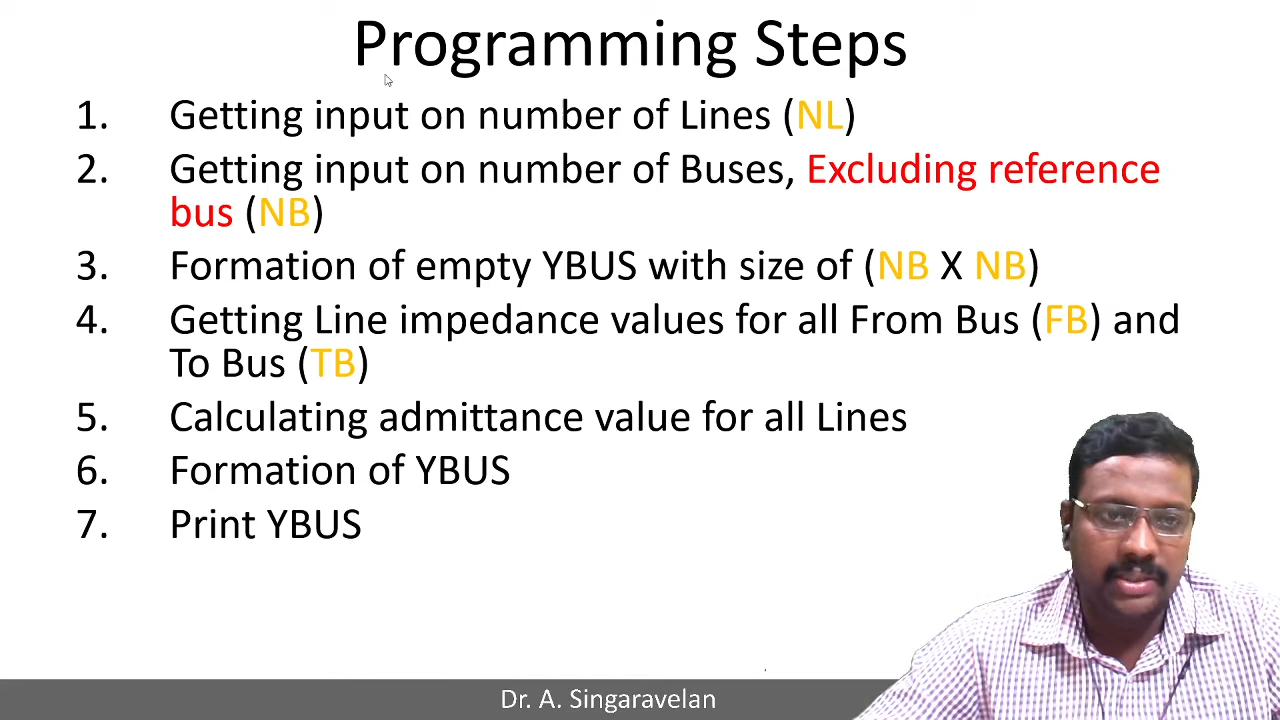 Programming Steps
1. Getting input on number of Lines (NL)
2. Getting input on number of Buses, Excluding reference
bus (NB)
3. Formation of empty YBUS with size of (NB X NB)
4. Getting Line impedance values for all From Bus (FB) and
To Bus (TB)
5. Calculating admittance value for all Lines
6. Formation of YBUS
7. Print YBUS
Dr. A. Singaravelan